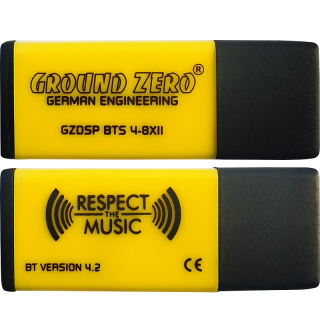 GROUND ZERO®
GERMAN ENGINEERING
GZDSP BTS 4-8XII
RESPECT
THE
MUSIC
BT VERSION 4.2
CE